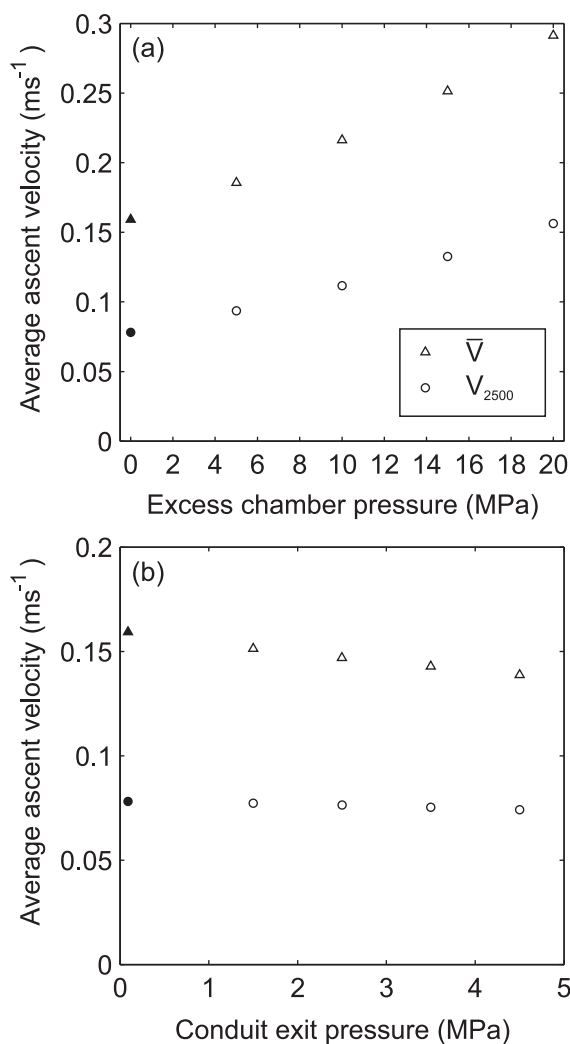 (a)
Average ascent velocity (ms⁻¹)
0.3
0.25
0.2
0.15
0.1
0.05
0
V̄
V₂₅₀₀
0 2 4 6 8 10 12 14 16 18 20
Excess chamber pressure (MPa)
(b)
Average ascent velocity (ms⁻¹)
0.2
0.15
0.1
0.05
0
0 1 2 3 4 5
Conduit exit pressure (MPa)